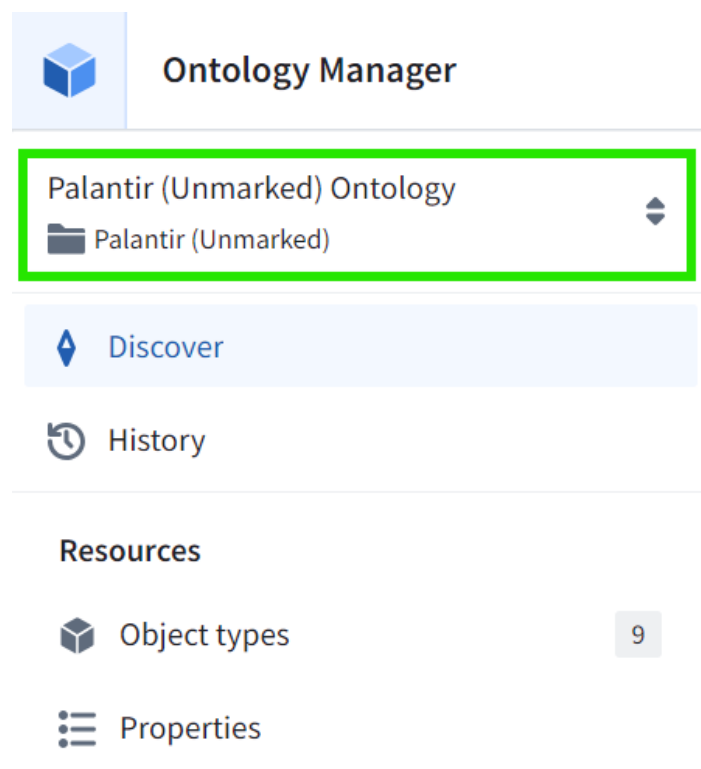 Ontology Manager
Palantir (Unmarked) Ontology
Palantir (Unmarked)
Discover
History
Resources
Object types 9
Properties